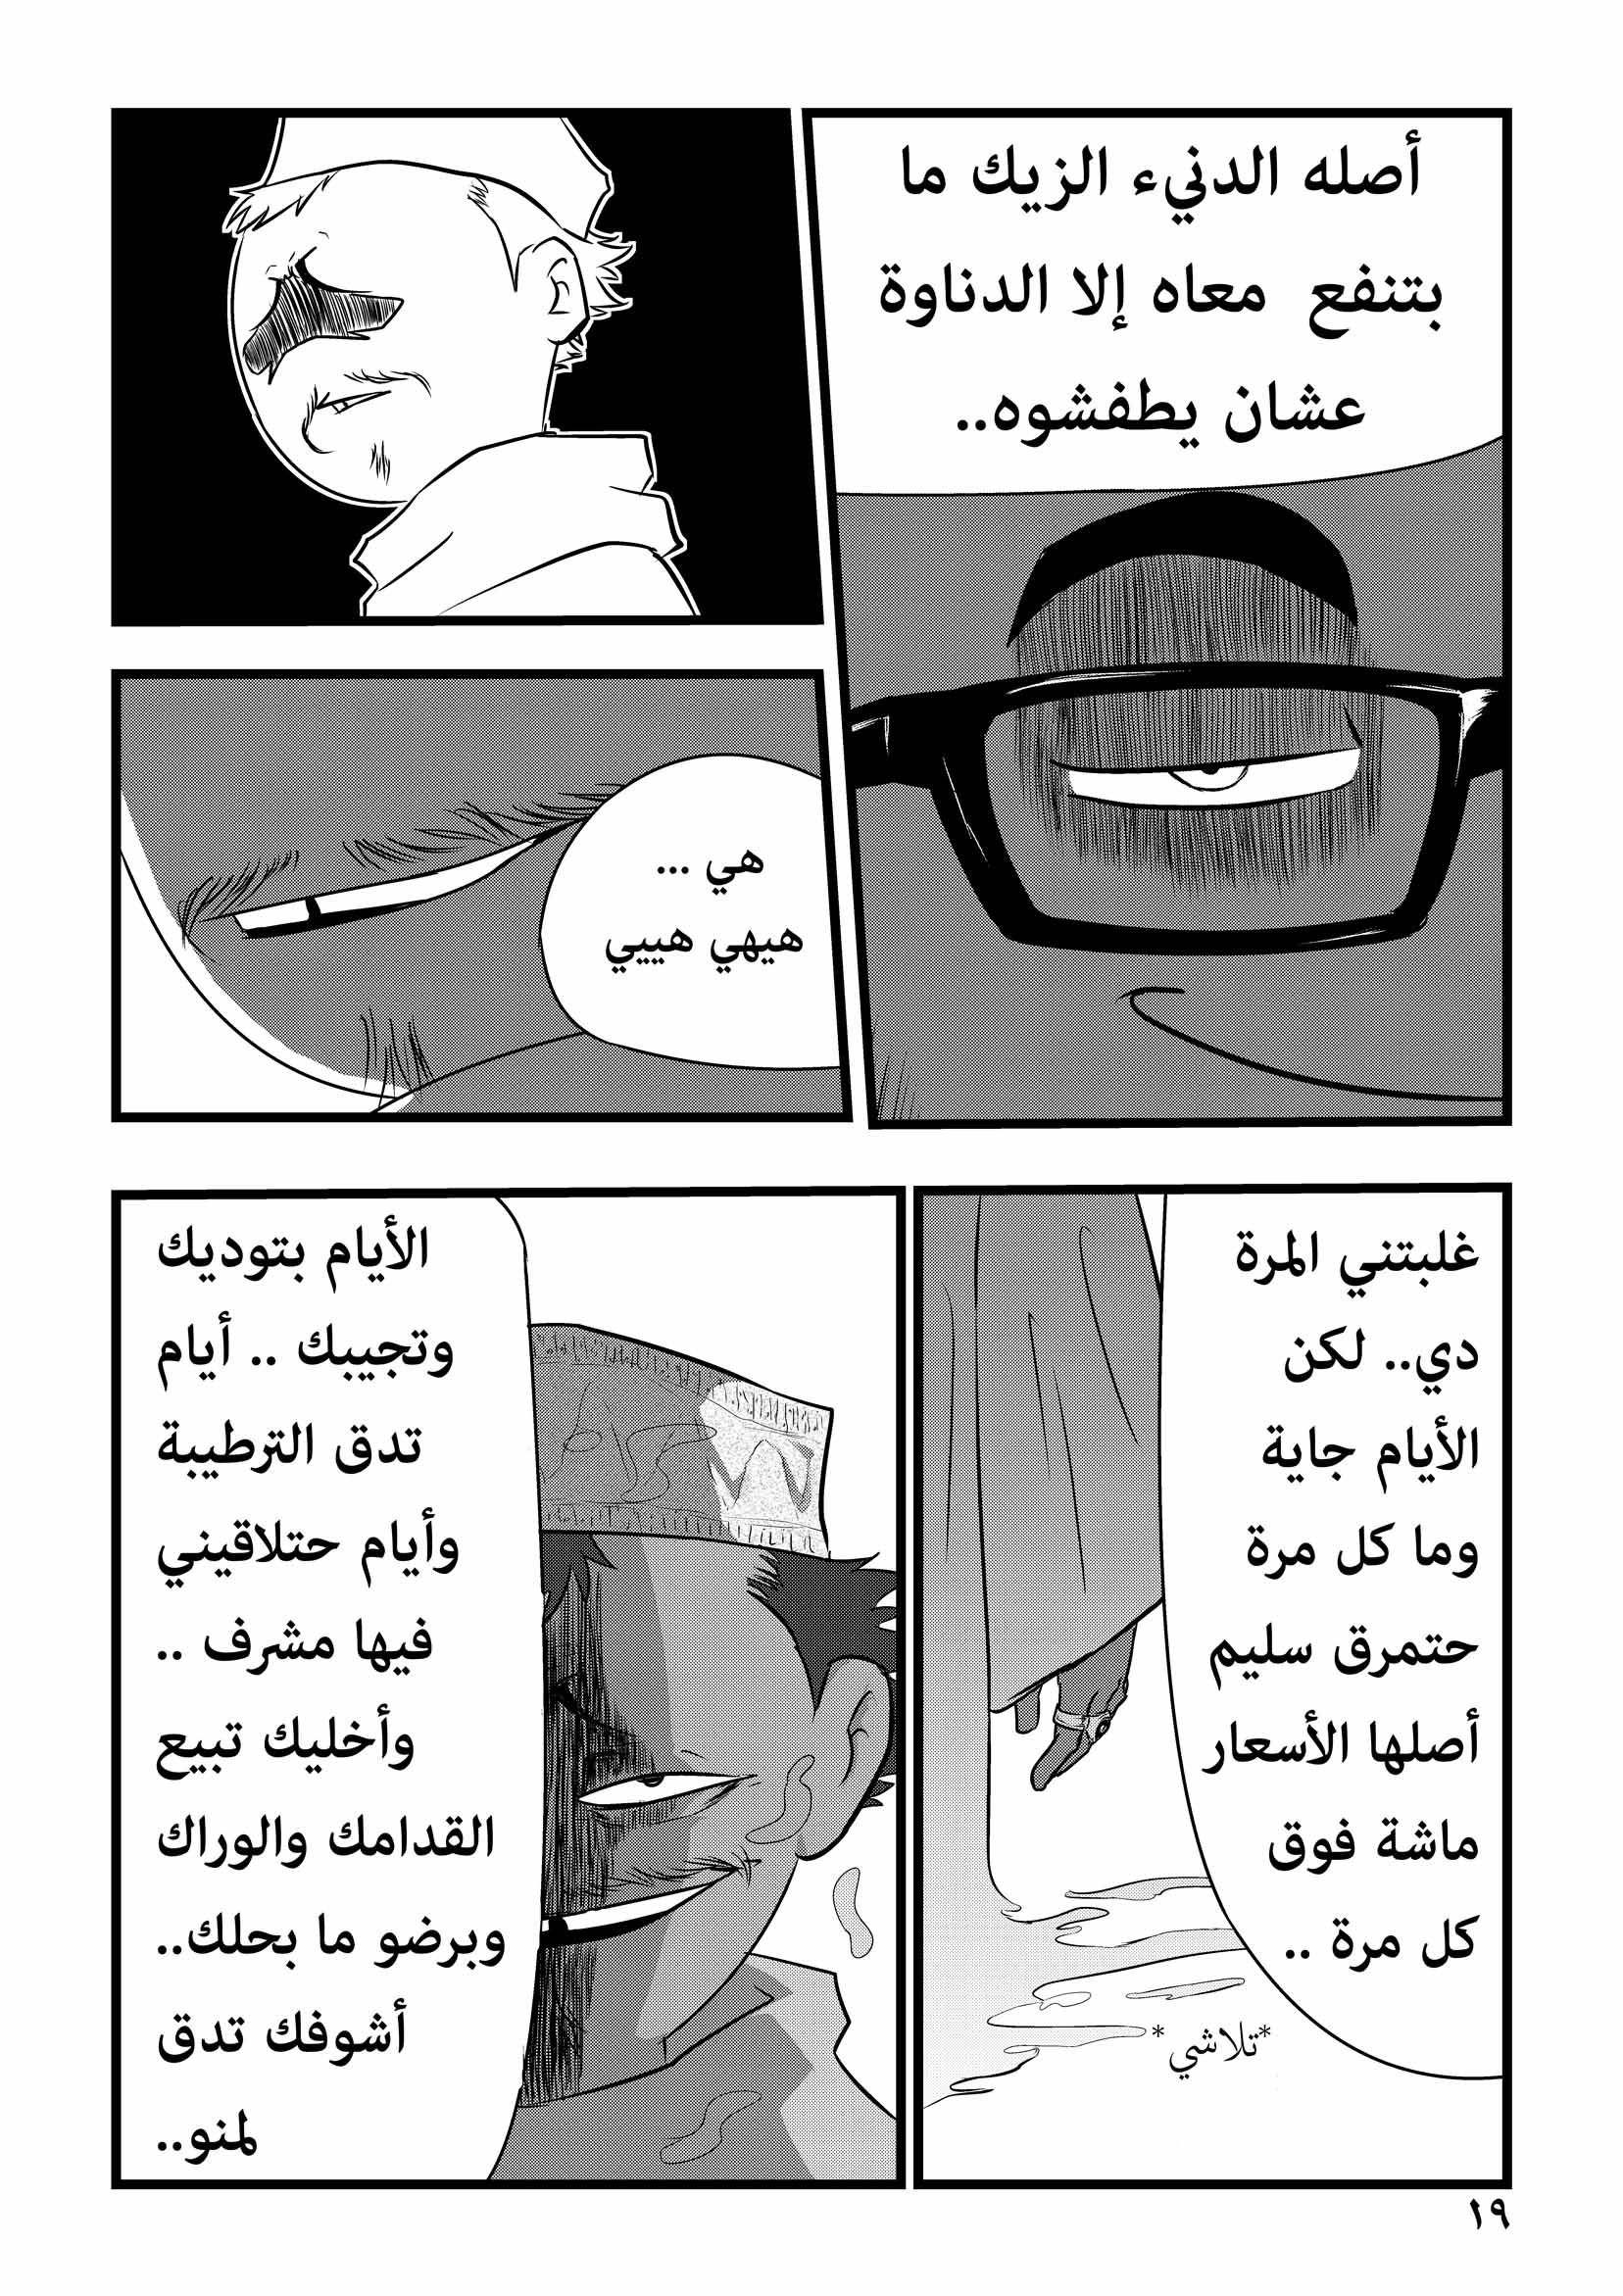 أصله الدنيء الزيك ما
بتنفع معاه إلا الدناوة
عشان يطفشوه..
هي ...
هيهي هييي
غلبتني المرة
دي.. لكن
الأيام جاية
وما كل مرة
حتمرق سليم
أصلها الأسعار
ماشة فوق
كل مرة ..
*تلاشي*
الأيام بتوديك
وتجيبك .. أيام
تدق الترطيبة
وأيام حتلاقيني
فيها مشرف ..
وأخليك تبيع
القدامك والوراك
وبرضو ما بحلك..
أشوفك تدق
لمنو..
١٩